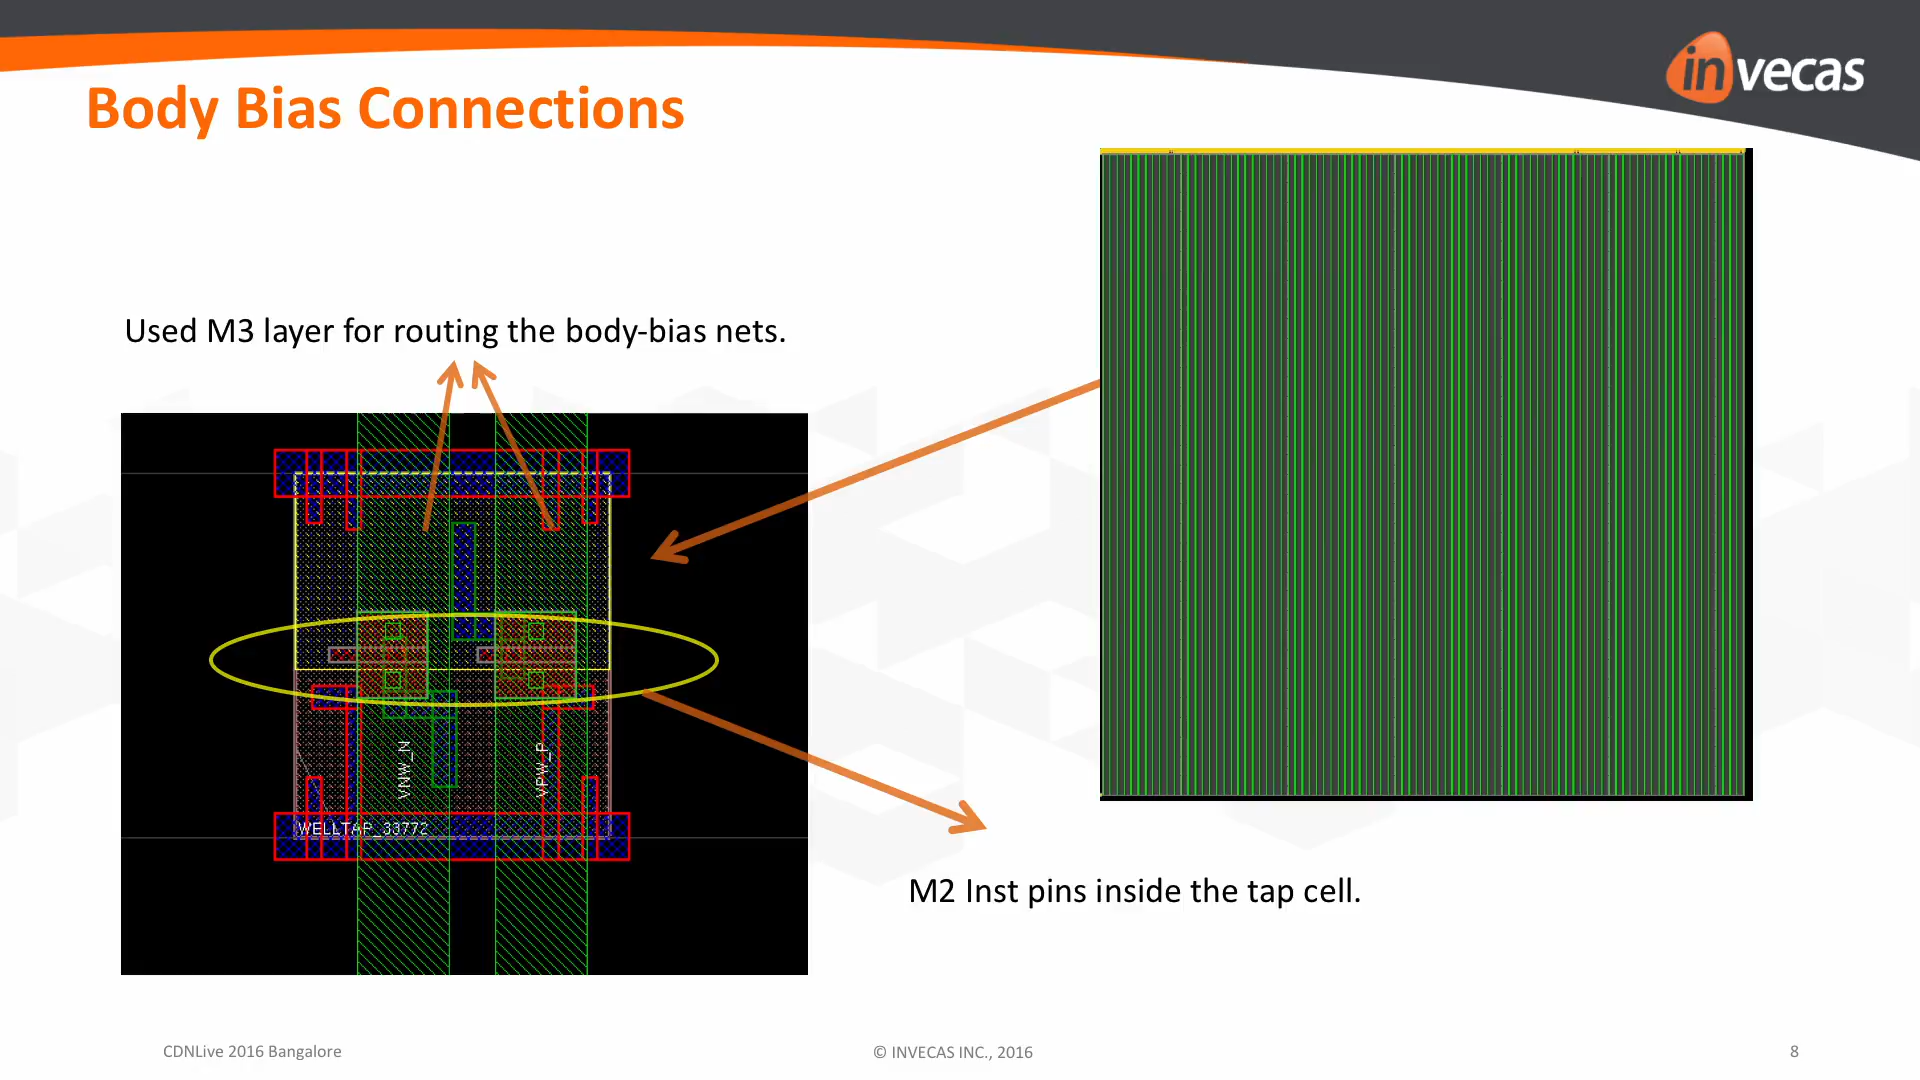 invecas
Body Bias Connections
Used M3 layer for routing the body-bias nets.
VNW_N
VPW_P
WELLTAP_33772
M2 Inst pins inside the tap cell.
CDNLive 2016 Bangalore
© INVECAS INC., 2016
8